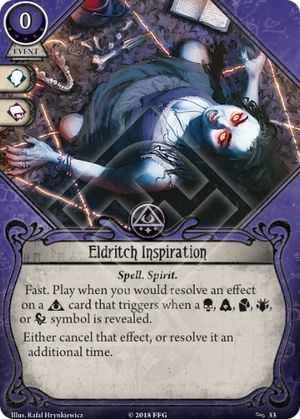 0
EVENT
Eldritch Inspiration
Spell. Spirit.
Fast. Play when you would resolve an effect
on a card that triggers when a , , , ,
or symbol is revealed.
Either cancel that effect, or resolve it an
additional time.
Illus. Rafał Hrynkiewicz
© 2018 FFG
33